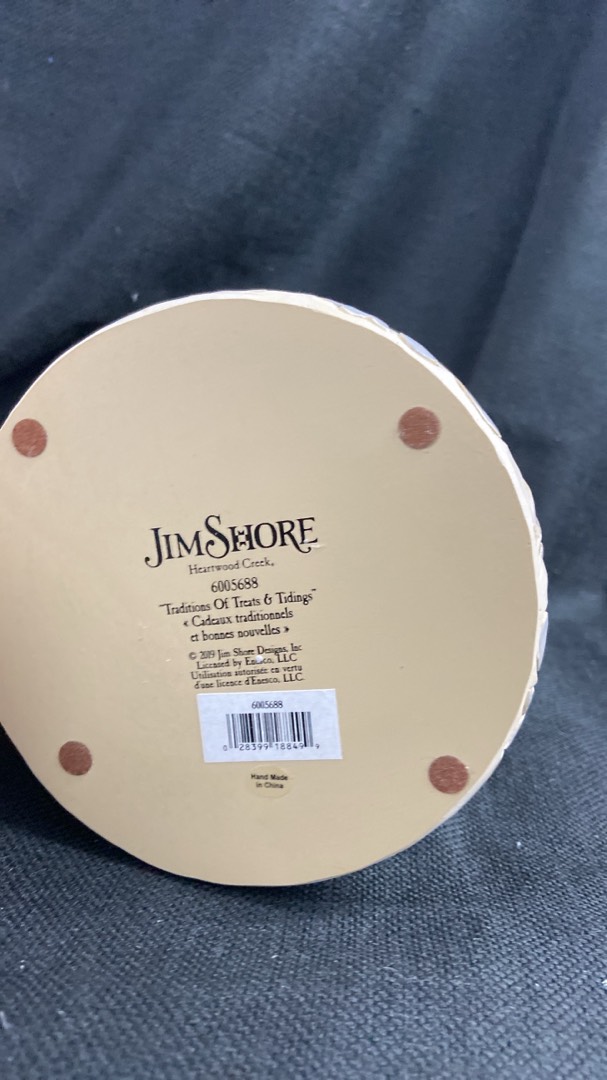 JIM SHORE
Heartwood Creek®
6005688
"Traditions Of Treats & Tidings"
« Cadeaux traditionnels
et bonnes nouvelles »
© 2019 Jim Shore Designs, Inc
Licensed by Enesco, LLC
Utilisation autorisée en vertu
d'une licence d'Enesco, LLC.
6005688
0 28399 18849 9
Hand Made
in China